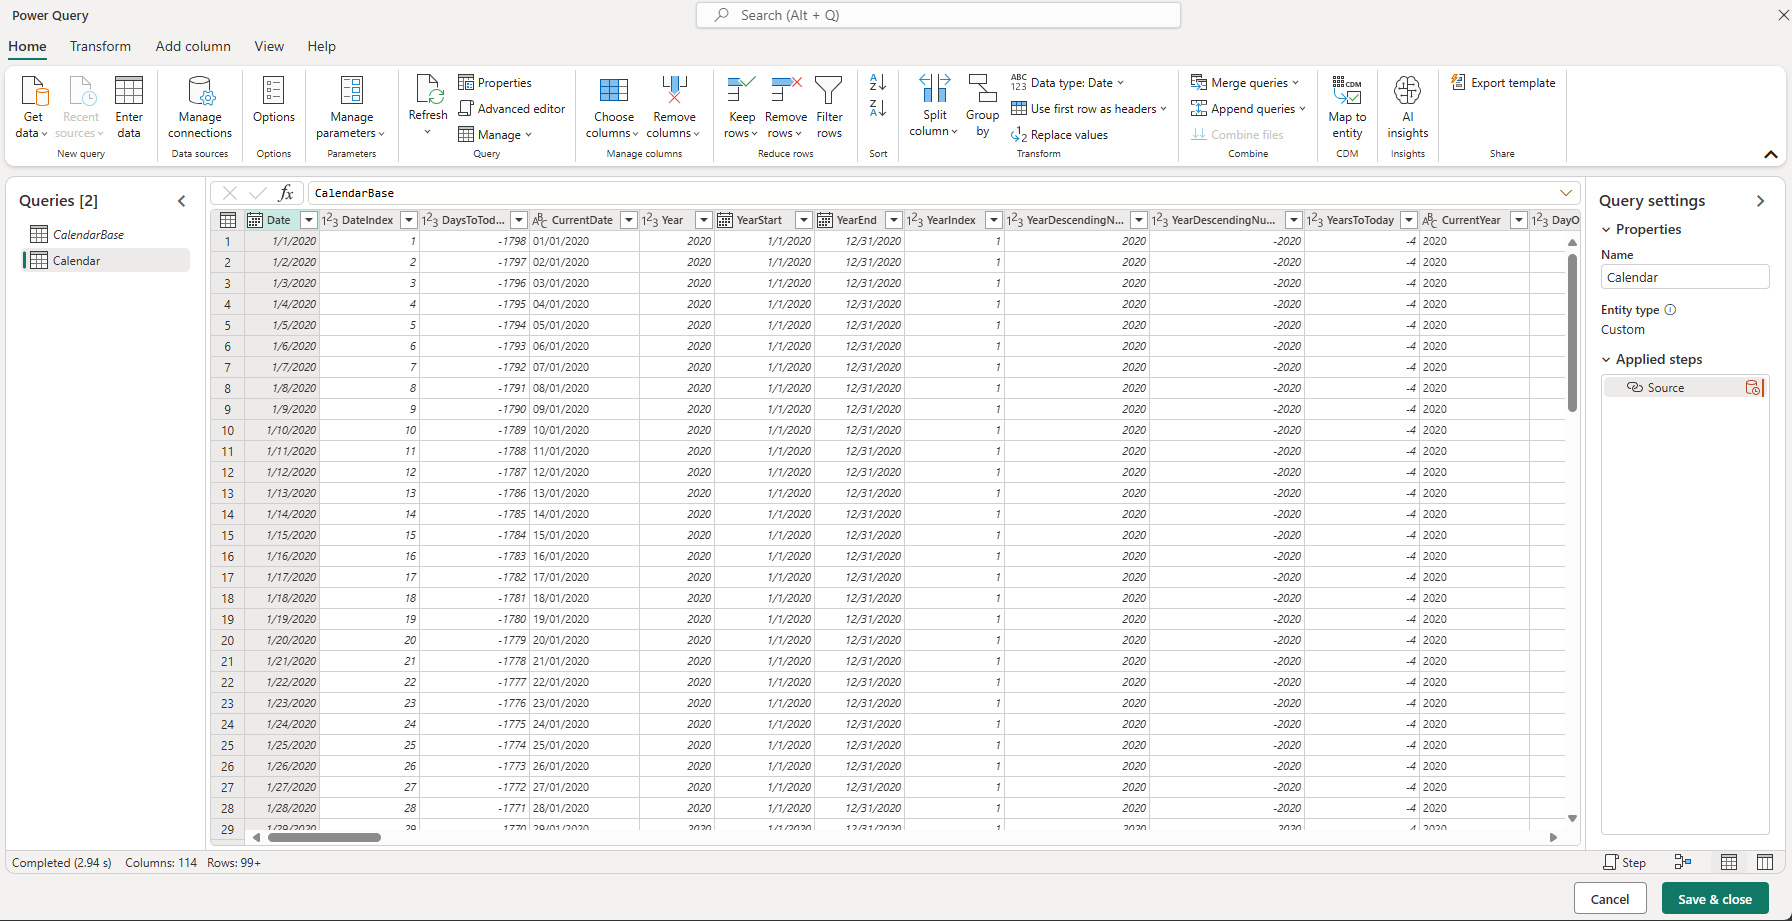 Power Query
Search (Alt + Q)
Home Transform Add column View Help
Get data
Recent sources
Enter data
New query
Manage connections
Data sources
Options
Options
Manage parameters
Parameters
Refresh
Properties
Advanced editor
Manage
Query
Choose columns
Remove columns
Manage columns
Keep rows
Remove rows
Filter rows
Reduce rows
Sort
Split column
Group by
Data type: Date
Use first row as headers
Replace values
Transform
Merge queries
Append queries
Combine files
Combine
Map to entity
CDM
AI insights
Insights
Export template
Share
Queries [2]
CalendarBase
Calendar
fx CalendarBase
Date DateIndex DaysToTod... CurrentDate Year YearStart YearEnd YearIndex YearDescendingN... YearDescendingNu... YearsToToday CurrentYear DayO
1 1/1/2020 1 -1798 01/01/2020 2020 1/1/2020 12/31/2020 1 2020 -2020 -4 2020
2 1/2/2020 2 -1797 02/01/2020 2020 1/1/2020 12/31/2020 1 2020 -2020 -4 2020
3 1/3/2020 3 -1796 03/01/2020 2020 1/1/2020 12/31/2020 1 2020 -2020 -4 2020
4 1/4/2020 4 -1795 04/01/2020 2020 1/1/2020 12/31/2020 1 2020 -2020 -4 2020
5 1/5/2020 5 -1794 05/01/2020 2020 1/1/2020 12/31/2020 1 2020 -2020 -4 2020
6 1/6/2020 6 -1793 06/01/2020 2020 1/1/2020 12/31/2020 1 2020 -2020 -4 2020
7 1/7/2020 7 -1792 07/01/2020 2020 1/1/2020 12/31/2020 1 2020 -2020 -4 2020
8 1/8/2020 8 -1791 08/01/2020 2020 1/1/2020 12/31/2020 1 2020 -2020 -4 2020
9 1/9/2020 9 -1790 09/01/2020 2020 1/1/2020 12/31/2020 1 2020 -2020 -4 2020
10 1/10/2020 10 -1789 10/01/2020 2020 1/1/2020 12/31/2020 1 2020 -2020 -4 2020
11 1/11/2020 11 -1788 11/01/2020 2020 1/1/2020 12/31/2020 1 2020 -2020 -4 2020
12 1/12/2020 12 -1787 12/01/2020 2020 1/1/2020 12/31/2020 1 2020 -2020 -4 2020
13 1/13/2020 13 -1786 13/01/2020 2020 1/1/2020 12/31/2020 1 2020 -2020 -4 2020
14 1/14/2020 14 -1785 14/01/2020 2020 1/1/2020 12/31/2020 1 2020 -2020 -4 2020
15 1/15/2020 15 -1784 15/01/2020 2020 1/1/2020 12/31/2020 1 2020 -2020 -4 2020
16 1/16/2020 16 -1783 16/01/2020 2020 1/1/2020 12/31/2020 1 2020 -2020 -4 2020
17 1/17/2020 17 -1782 17/01/2020 2020 1/1/2020 12/31/2020 1 2020 -2020 -4 2020
18 1/18/2020 18 -1781 18/01/2020 2020 1/1/2020 12/31/2020 1 2020 -2020 -4 2020
19 1/19/2020 19 -1780 19/01/2020 2020 1/1/2020 12/31/2020 1 2020 -2020 -4 2020
20 1/20/2020 20 -1779 20/01/2020 2020 1/1/2020 12/31/2020 1 2020 -2020 -4 2020
21 1/21/2020 21 -1778 21/01/2020 2020 1/1/2020 12/31/2020 1 2020 -2020 -4 2020
22 1/22/2020 22 -1777 22/01/2020 2020 1/1/2020 12/31/2020 1 2020 -2020 -4 2020
23 1/23/2020 23 -1776 23/01/2020 2020 1/1/2020 12/31/2020 1 2020 -2020 -4 2020
24 1/24/2020 24 -1775 24/01/2020 2020 1/1/2020 12/31/2020 1 2020 -2020 -4 2020
25 1/25/2020 25 -1774 25/01/2020 2020 1/1/2020 12/31/2020 1 2020 -2020 -4 2020
26 1/26/2020 26 -1773 26/01/2020 2020 1/1/2020 12/31/2020 1 2020 -2020 -4 2020
27 1/27/2020 27 -1772 27/01/2020 2020 1/1/2020 12/31/2020 1 2020 -2020 -4 2020
28 1/28/2020 28 -1771 28/01/2020 2020 1/1/2020 12/31/2020 1 2020 -2020 -4 2020
29 1/29/2020 29 -1770 29/01/2020 2020 1/1/2020 12/31/2020 1 2020 -2020 -4 2020
Query settings
Properties
Name
Calendar
Entity type
Custom
Applied steps
Source
Completed (2.94 s) Columns: 114 Rows: 99+
Step
Cancel
Save & close